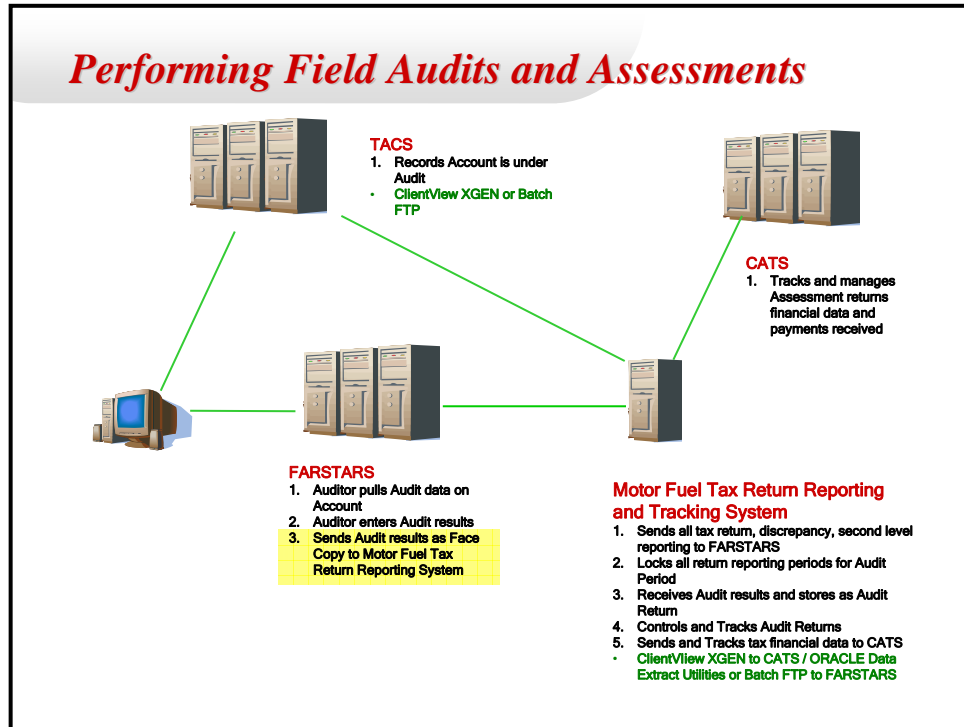 Performing Field Audits and Assessments
TACS
1. Records Account is under
Audit
• ClientView XGEN or Batch
FTP
CATS
1. Tracks and manages
Assessment returns
financial data and
payments received
FARSTARS
1. Auditor pulls Audit data on
Account
2. Auditor enters Audit results
3. Sends Audit results as Face
Copy to Motor Fuel Tax
Return Reporting System
Motor Fuel Tax Return Reporting
and Tracking System
1. Sends all tax return, discrepancy, second level
reporting to FARSTARS
2. Locks all return reporting periods for Audit
Period
3. Receives Audit results and stores as Audit
Return
4. Controls and Tracks Audit Returns
5. Sends and Tracks tax financial data to CATS
• ClientVIiew XGEN to CATS / ORACLE Data
Extract Utilities or Batch FTP to FARSTARS